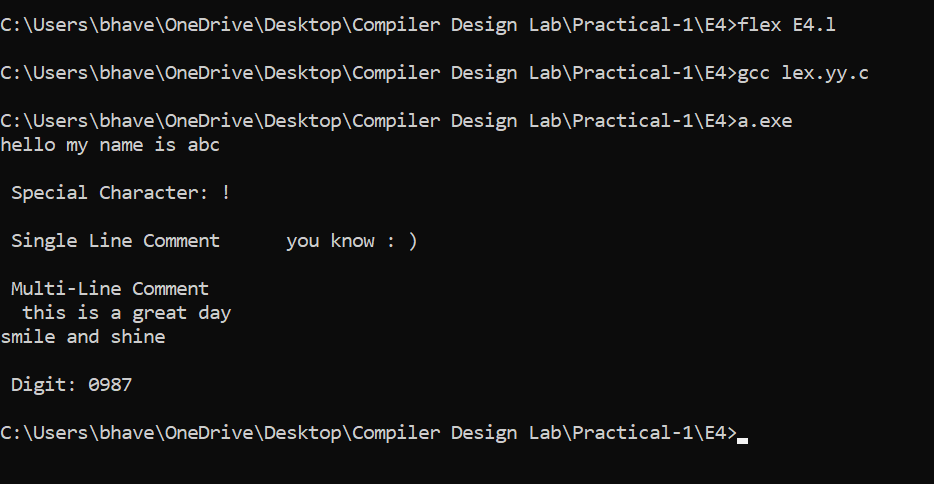 C:\Users\bhave\OneDrive\Desktop\Compiler Design Lab\Practical-1\E4>flex E4.l
C:\Users\bhave\OneDrive\Desktop\Compiler Design Lab\Practical-1\E4>gcc lex.yy.c
C:\Users\bhave\OneDrive\Desktop\Compiler Design Lab\Practical-1\E4>a.exe
hello my name is abc
Special Character: !
Single Line Comment      you know : )
Multi-Line Comment
this is a great day
smile and shine
Digit: 0987
C:\Users\bhave\OneDrive\Desktop\Compiler Design Lab\Practical-1\E4>